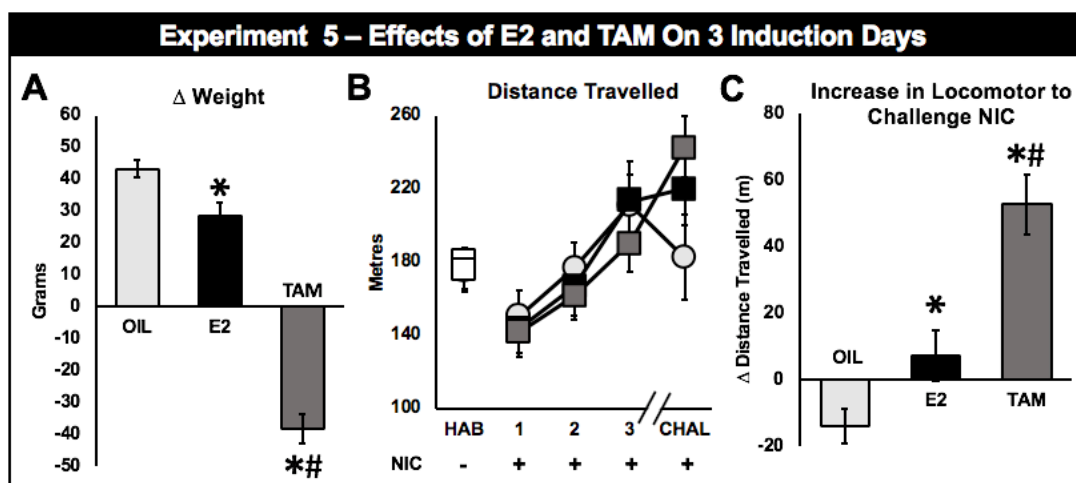 Experiment 5 – Effects of E2 and TAM On 3 Induction Days
A
Δ Weight
60
50
40
30
20
10
0
-10
-20
-30
-40
-50
Grams
OIL
*
E2
TAM
*#
B
Distance Travelled
260
220
180
140
100
Metres
HAB 1 2 3 CHAL
NIC - + + + +
C
Increase in Locomotor to
Challenge NIC
80
60
40
20
0
-20
Δ Distance Travelled (m)
OIL
*
E2
*#
TAM